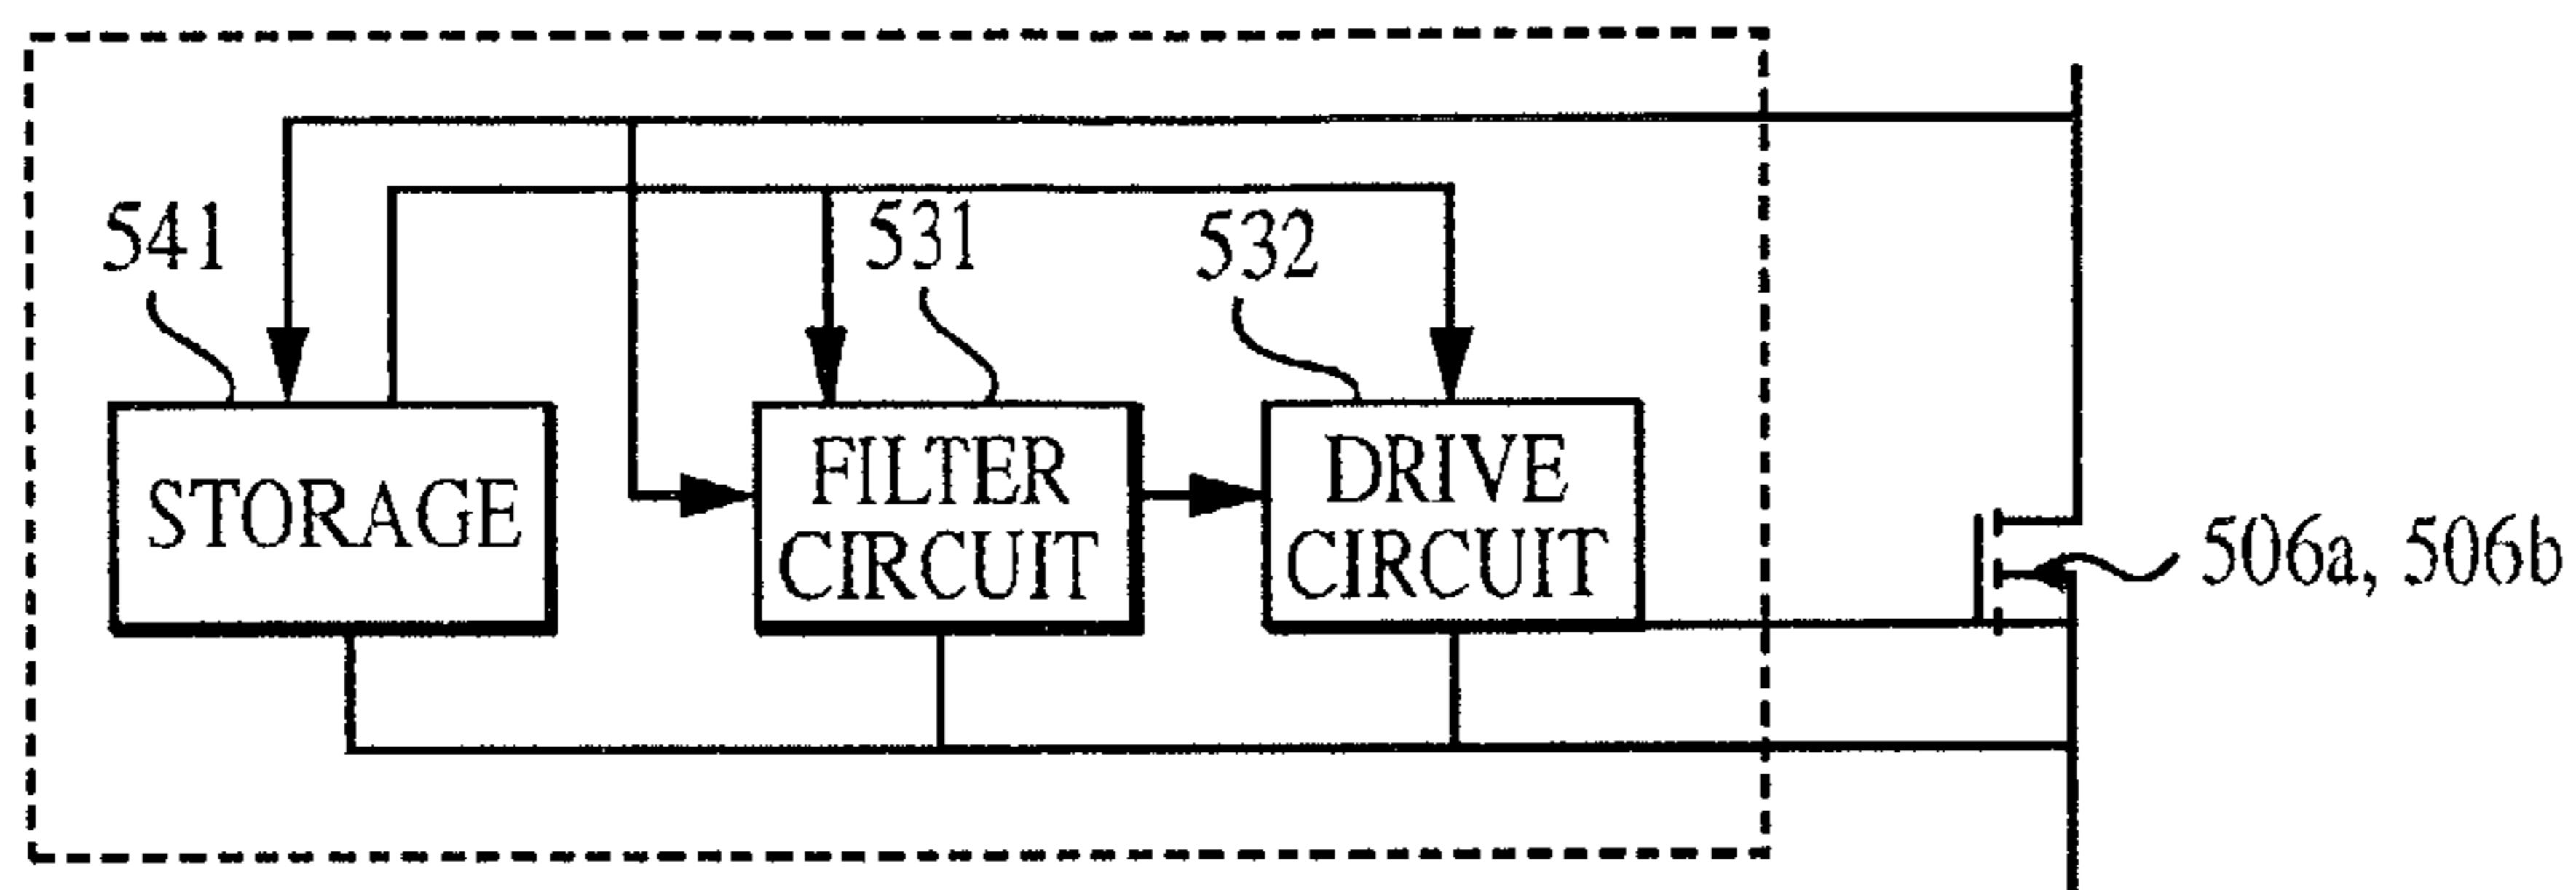 541
531
532
STORAGE
FILTER
CIRCUIT
DRIVE
CIRCUIT
506a, 506b